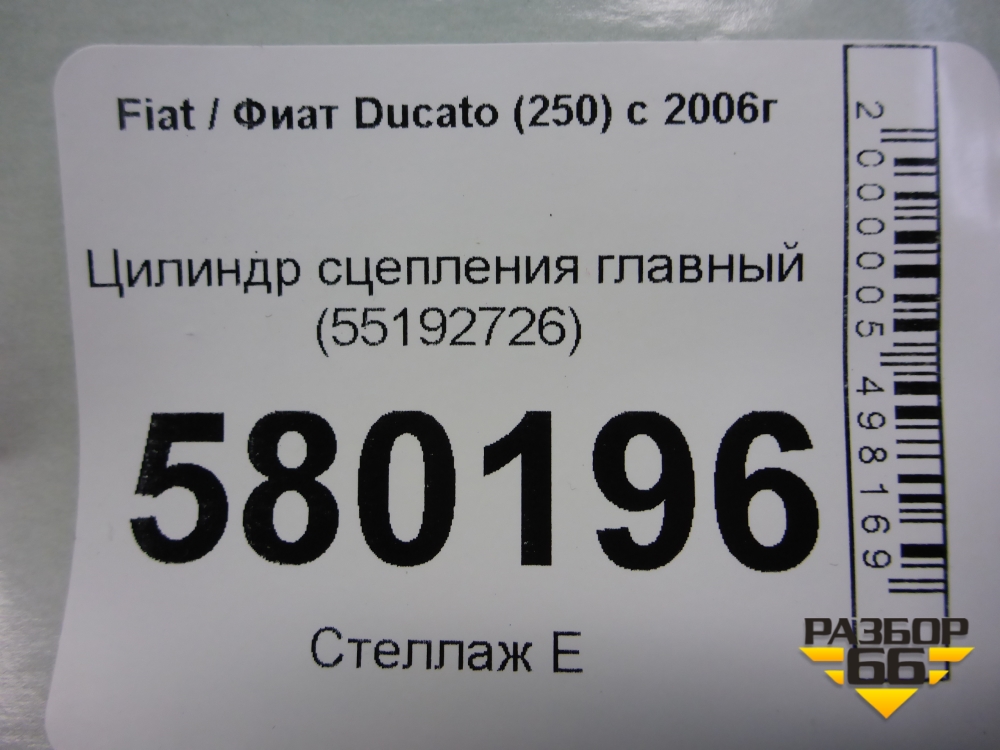 Fiat / Фиат Ducato (250) с 2006г
Цилиндр сцепления главный
(55192726)
580196
Стеллаж Е
2000005498169
РАЗБОР
66